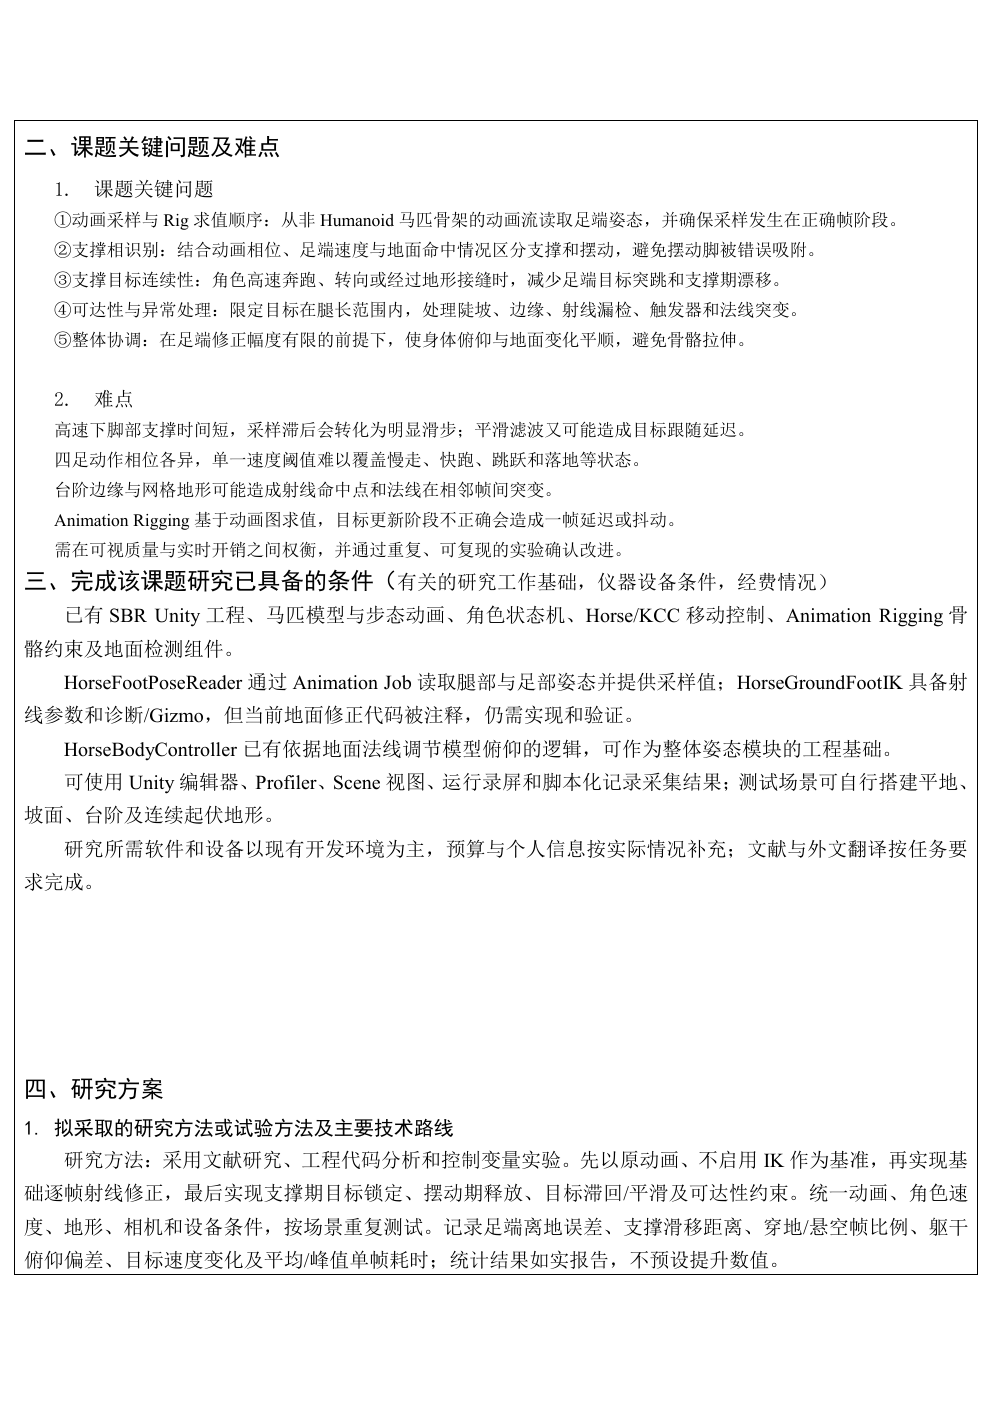 二、课题关键问题及难点
1. 课题关键问题
①动画采样与 Rig 求值顺序：从非 Humanoid 马匹骨架的动画流读取足端姿态，并确保采样发生在正确帧阶段。
②支撑相识别：结合动画相位、足端速度与地面命中情况区分支撑和摆动，避免摆动脚被错误吸附。
③支撑目标连续性：角色高速奔跑、转向或经过地形接缝时，减少足端目标突跳和支撑期漂移。
④可达性与异常处理：限定目标在腿长范围内，处理陡坡、边缘、射线漏检、触发器和法线突变。
⑤整体协调：在足端修正幅度有限的前提下，使身体俯仰与地面变化平顺，避免骨骼拉伸。
2. 难点
高速下脚部支撑时间短，采样滞后会转化为明显滑步；平滑滤波又可能造成目标跟随延迟。
四足动作相位各异，单一速度阈值难以覆盖慢走、快跑、跳跃和落地等状态。
台阶边缘与网格地形可能造成射线命中点和法线在相邻帧间突变。
Animation Rigging 基于动画图求值，目标更新阶段不正确会造成一帧延迟或抖动。
需在可视质量与实时开销之间权衡，并通过重复、可复现的实验确认改进。
三、完成该课题研究已具备的条件（有关的研究工作基础，仪器设备条件，经费情况）
已有 SBR Unity 工程、马匹模型与步态动画、角色状态机、Horse/KCC 移动控制、Animation Rigging 骨
骼约束及地面检测组件。
HorseFootPoseReader 通过 Animation Job 读取腿部与足部姿态并提供采样值；HorseGroundFootIK 具备射
线参数和诊断/Gizmo，但当前地面修正代码被注释，仍需实现和验证。
HorseBodyController 已有依据地面法线调节模型俯仰的逻辑，可作为整体姿态模块的工程基础。
可使用 Unity 编辑器、Profiler、Scene 视图、运行录屏和脚本化记录采集结果；测试场景可自行搭建平地、
坡面、台阶及连续起伏地形。
研究所需软件和设备以现有开发环境为主，预算与个人信息按实际情况补充；文献与外文翻译按任务要
求完成。
四、研究方案
1. 拟采取的研究方法或试验方法及主要技术路线
研究方法：采用文献研究、工程代码分析和控制变量实验。先以原动画、不启用 IK 作为基准，再实现基
础逐帧射线修正，最后实现支撑期目标锁定、摆动期释放、目标滞回/平滑及可达性约束。统一动画、角色速
度、地形、相机和设备条件，按场景重复测试。记录足端离地误差、支撑滑移距离、穿地/悬空帧比例、躯干
俯仰偏差、目标速度变化及平均/峰值单帧耗时；统计结果如实报告，不预设提升数值。